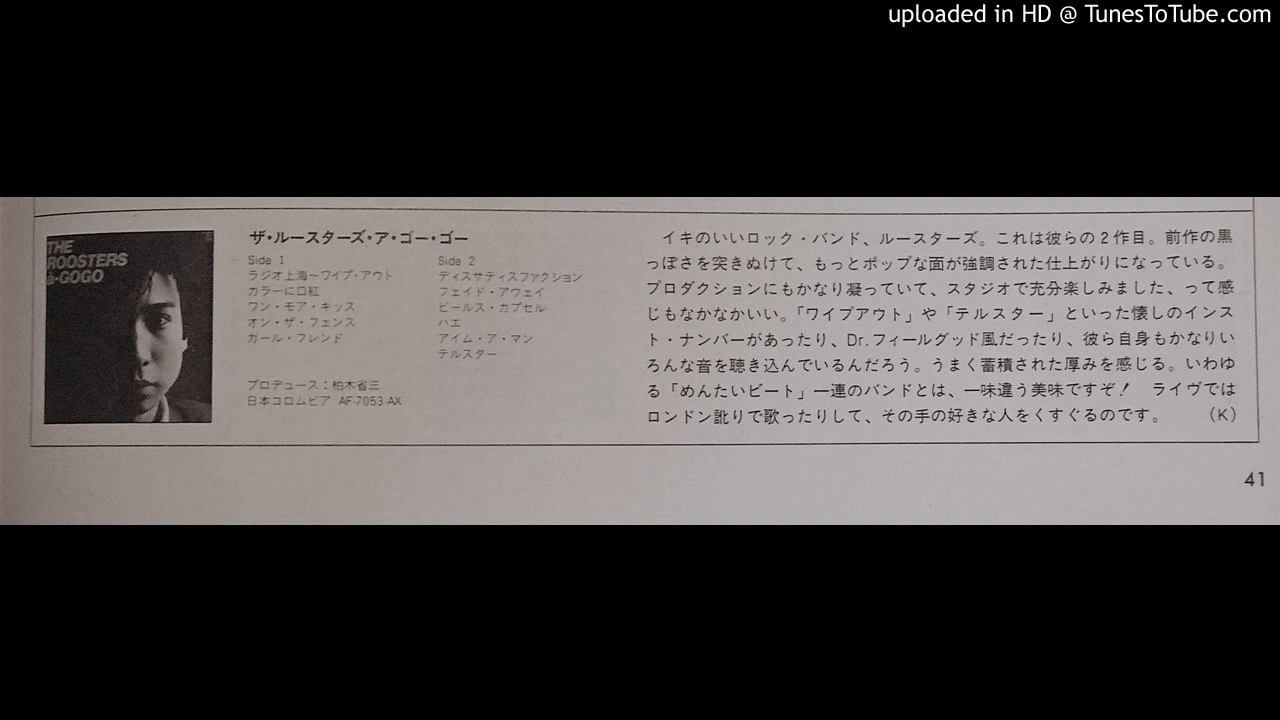 uploaded in HD @ TunesToTube.com
THE
ROOSTERS
a-GOGO
ザ・ルースターズ・ア・ゴー・ゴー
Side 1
ラジオ上海～ワイプ・アウト
カラーに口紅
ワン・モア・キッス
オン・ザ・フェンス
ガール・フレンド
プロデュース：柏木省三
日本コロムビア AF-7053-AX
Side 2
ディスサティスファクション
フェイド・アウェイ
ピールス・カプセル
ハエ
アイム・ア・マン
テルスター
イキのいいロック・バンド、ルースターズ。これは彼らの2作目。前作の黒
っぽさを突きぬけて、もっとポップな面が強調された仕上がりになっている。
プロダクションにもかなり凝っていて、スタジオで充分楽しみました、って感
じもなかなかいい。「ワイプアウト」や「テルスター」といった懐しのインス
ト・ナンバーがあったり、Dr.フィールグッド風だったり、彼ら自身もかなりい
ろんな音を聴き込んでいるんだろう。うまく蓄積された厚みを感じる。いわゆ
る「めんたいビート」一連のバンドとは、一味違う美味ですぞ！　ライヴでは
ロンドン訛りで歌ったりして、その手の好きな人をくすぐるのです。　（K）
41